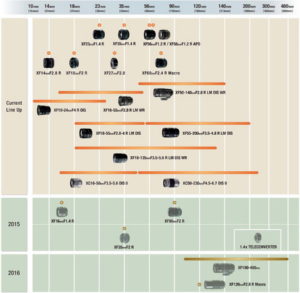 10mm 14mm 18mm 23mm 35mm 56mm 90mm 140mm 200mm 400mm
XF23mmF1.4 R
XF35mmF1.4 R
XF56mmF1.2 R / XF56mmF1.2 R APD
XF14mmF2.8 R
XF18mmF2 R
XF27mmF2.8
XF60mmF2.4 R Macro
XF50-140mmF2.8 R LM OIS WR
XF10-24mmF4 R OIS
XF16-55mmF2.8 R LM WR
Current
Line Up
XF18-55mmF2.8-4 R LM OIS
XF55-200mmF3.5-4.8 R LM OIS
XF18-135mmF3.5-5.6 R LM OIS WR
XC16-50mmF3.5-5.6 OIS II
XC50-230mmF4.5-6.7 OIS II
2015
XF16mmF1.4 R
XF90mmF2 R
XF35mmF2 R
1.4x TELECONVERTER
2016
XF100-400mm
XF120mmF2.8 R Macro